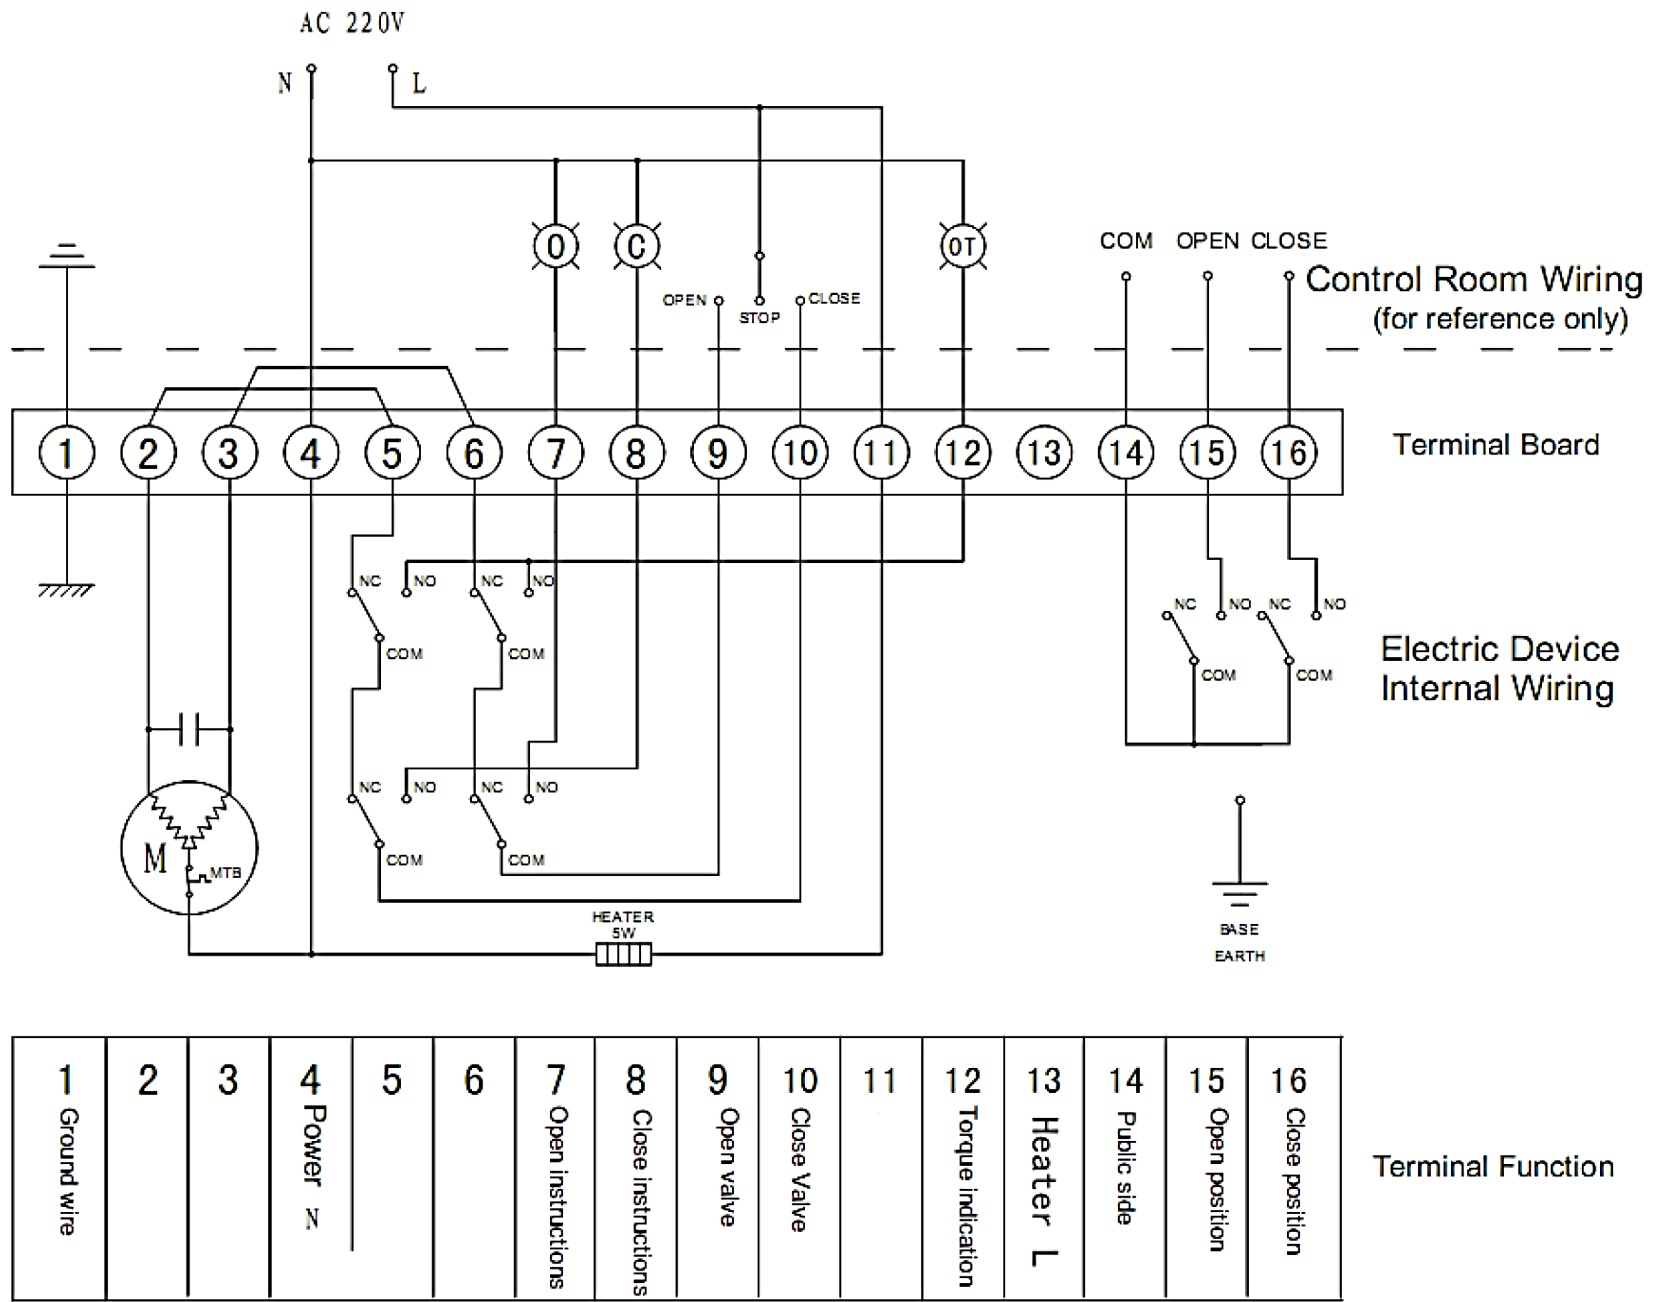 AC 220V
N
L
O
C
OT
COM OPEN CLOSE
OPEN
CLOSE
STOP
Control Room Wiring
(for reference only)
1 2 3 4 5 6 7 8 9 10 11 12 13 14 15 16
Terminal Board
NC NO NC NO
COM COM
NC NO NC NO
COM COM
Electric Device
Internal Wiring
NC NO NC NO
COM COM
M
MTB
HEATER
5W
BASE
EARTH
1 Ground wire
2
3
4 Power N
5
6
7 Open instructions
8 Close instructions
9 Open valve
10 Close Valve
11
12 Torque indication
13 Heater L
14 Public side
15 Open position
16 Close position
Terminal Function